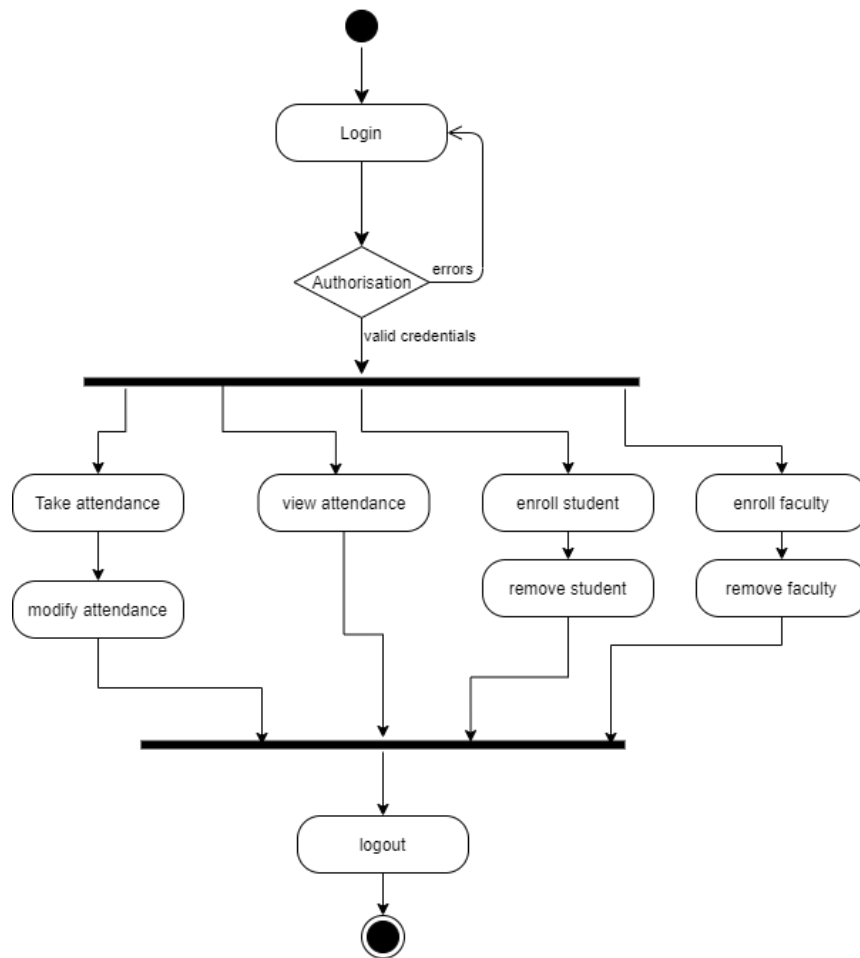 Login
errors
Authorisation
valid credentials
Take attendance
view attendance
enroll student
enroll faculty
remove student
remove faculty
modify attendance
logout